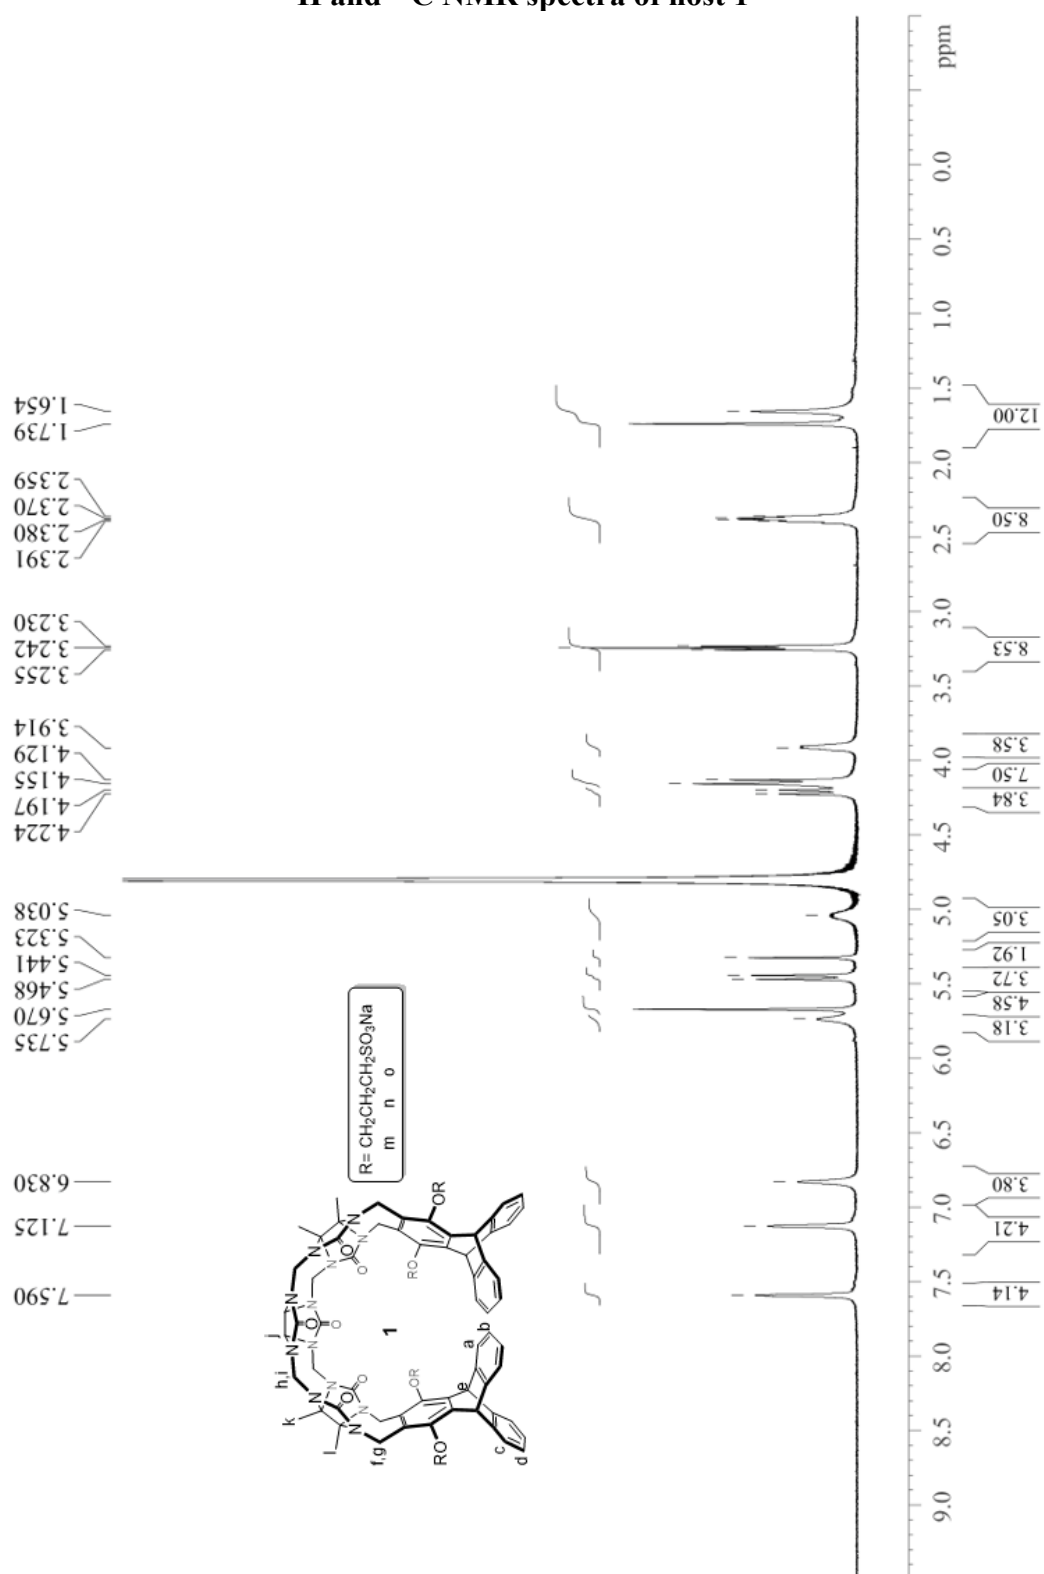 H and C NMR spectra of host 1
1.654
1.739
2.359
2.370
2.380
2.391
3.230
3.242
3.255
3.914
4.129
4.155
4.197
4.224
5.038
5.323
5.441
5.468
5.670
5.735
6.830
7.125
7.590
R= CH₂CH₂CH₂SO₃Na
m n o
1
a
b
c
d
e
f,g
h,i
j
k
l
OR
RO
OR
RO
N
N
N
N
N
N
N
N
N
N
N
N
O
O
O
O
O
O
ppm
0.0
0.5
1.0
1.5
2.0
2.5
3.0
3.5
4.0
4.5
5.0
5.5
6.0
6.5
7.0
7.5
8.0
8.5
9.0
12.00
8.50
8.53
3.58
7.50
3.84
3.05
1.92
3.72
4.58
3.18
3.80
4.21
4.14